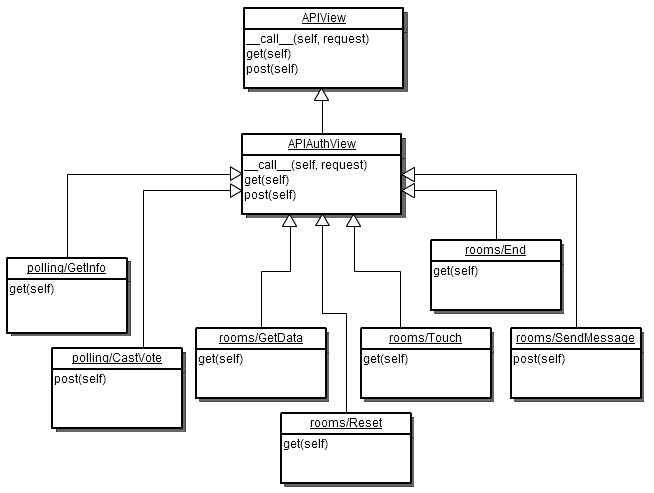 APIView
__call__(self, request)
get(self)
post(self)
APIAuthView
__call__(self, request)
get(self)
post(self)
rooms/End
get(self)
polling/GetInfo
get(self)
rooms/GetData
get(self)
rooms/Touch
get(self)
rooms/SendMessage
post(self)
polling/CastVote
post(self)
rooms/Reset
get(self)